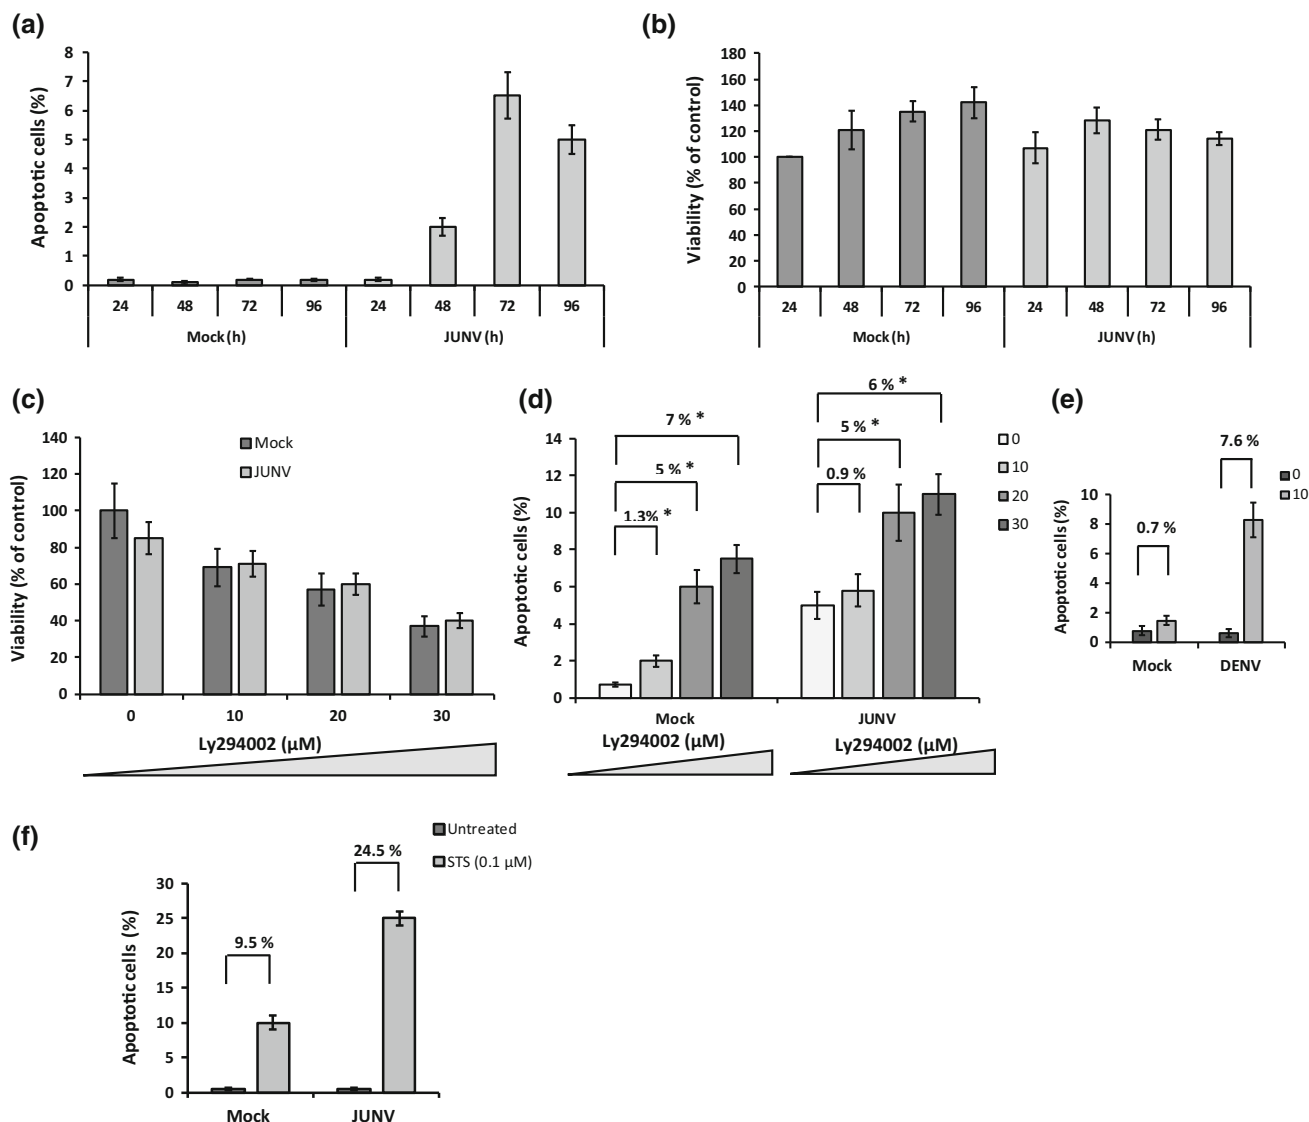 (a)
Apoptotic cells (%)
8
7
6
5
4
3
2
1
0
24 48 72 96 24 48 72 96
Mock (h) JUNV (h)
(b)
Viability (% of control)
180
160
140
120
100
80
60
40
20
0
24 48 72 96 24 48 72 96
Mock (h) JUNV (h)
(c)
Viability (% of control)
140
120
100
80
60
40
20
0
Mock
JUNV
0 10 20 30
Ly294002 (µM)
(d)
Apoptotic cells (%)
14
12
10
8
6
4
2
0
7 % *
5 % *
1.3% *
6 % *
5 % *
0.9 %
0
10
20
30
Mock JUNV
Ly294002 (µM) Ly294002 (µM)
(e)
Apoptotic cells (%)
10
8
6
4
2
0
0.7 %
7.6 %
0
10
Mock DENV
(f)
Apoptotic cells (%)
30
25
20
15
10
5
0
9.5 %
24.5 %
Untreated
STS (0.1 µM)
Mock JUNV